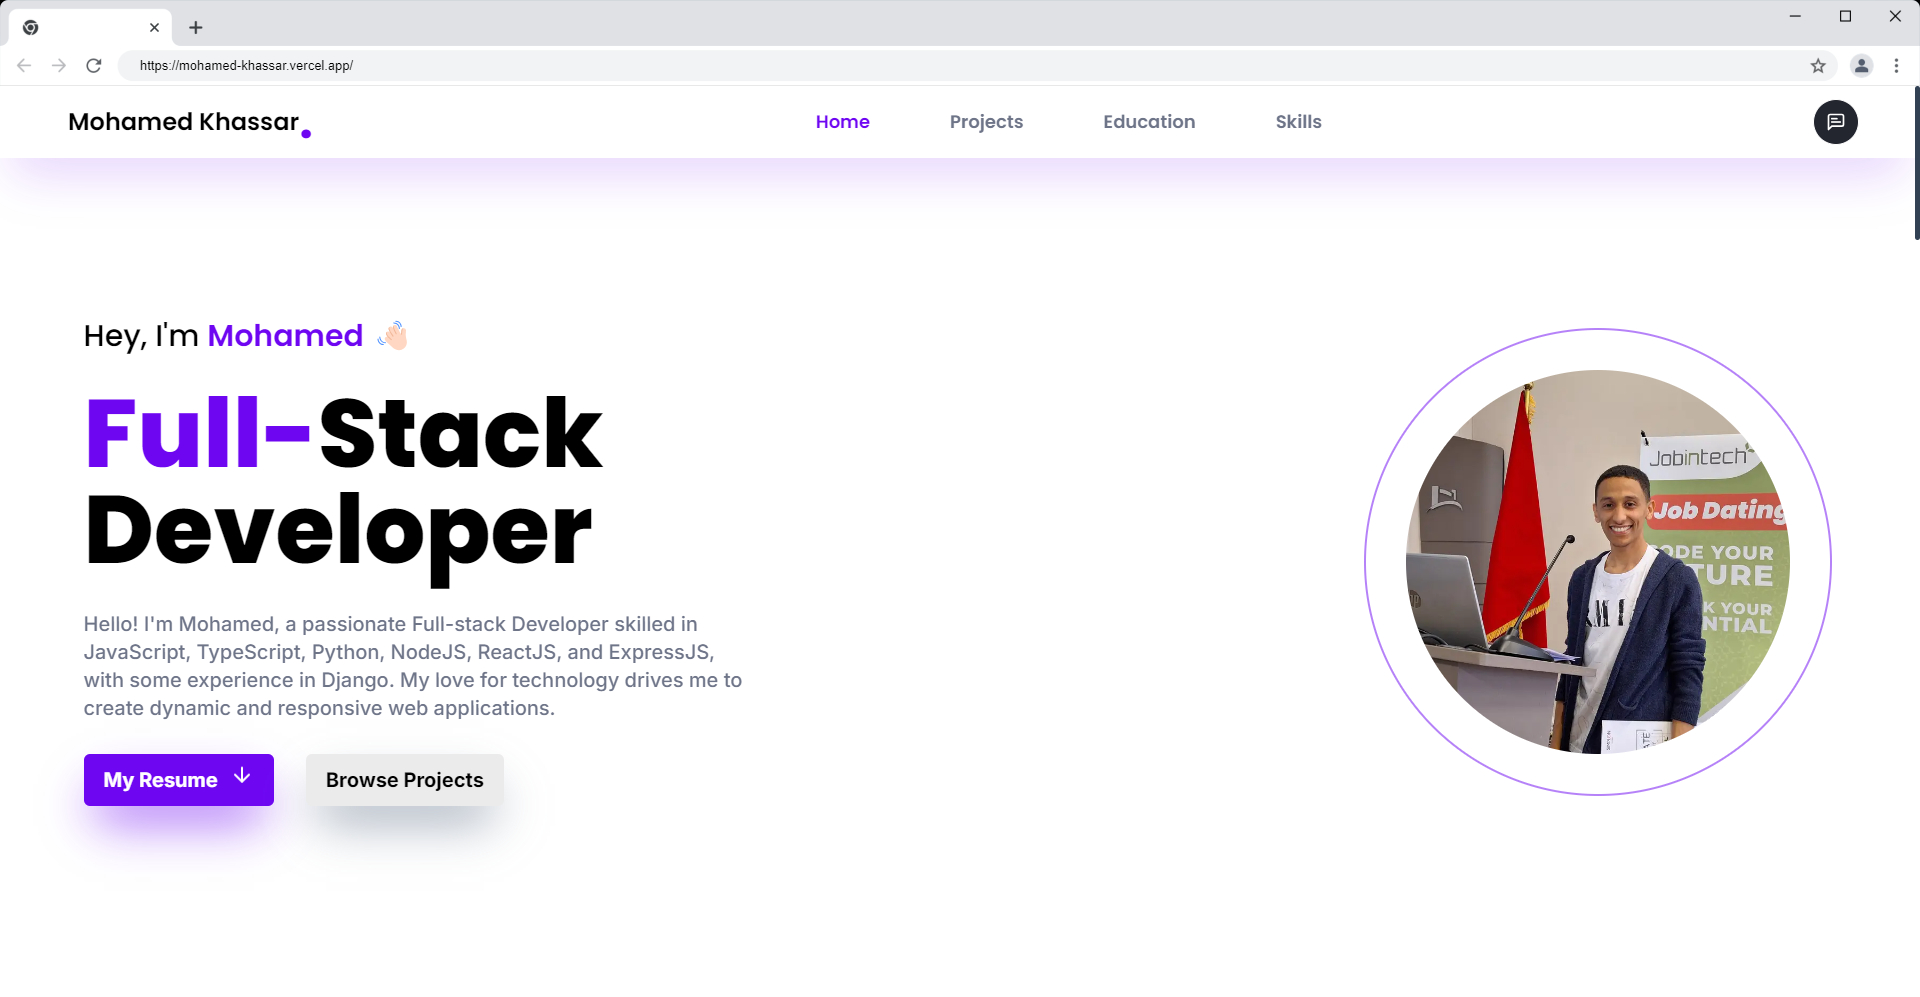 https://mohamed-khassar.vercel.app/
Mohamed Khassar.
Home
Projects
Education
Skills
Hey, I'm Mohamed 👋🏻
Full-Stack
Developer
Hello! I'm Mohamed, a passionate Full-stack Developer skilled in
JavaScript, TypeScript, Python, NodeJS, ReactJS, and ExpressJS,
with some experience in Django. My love for technology drives me to
create dynamic and responsive web applications.
My Resume
Browse Projects
Jobintech
Job Dating
CODE YOUR
TURE
K YOUR
NTIAL